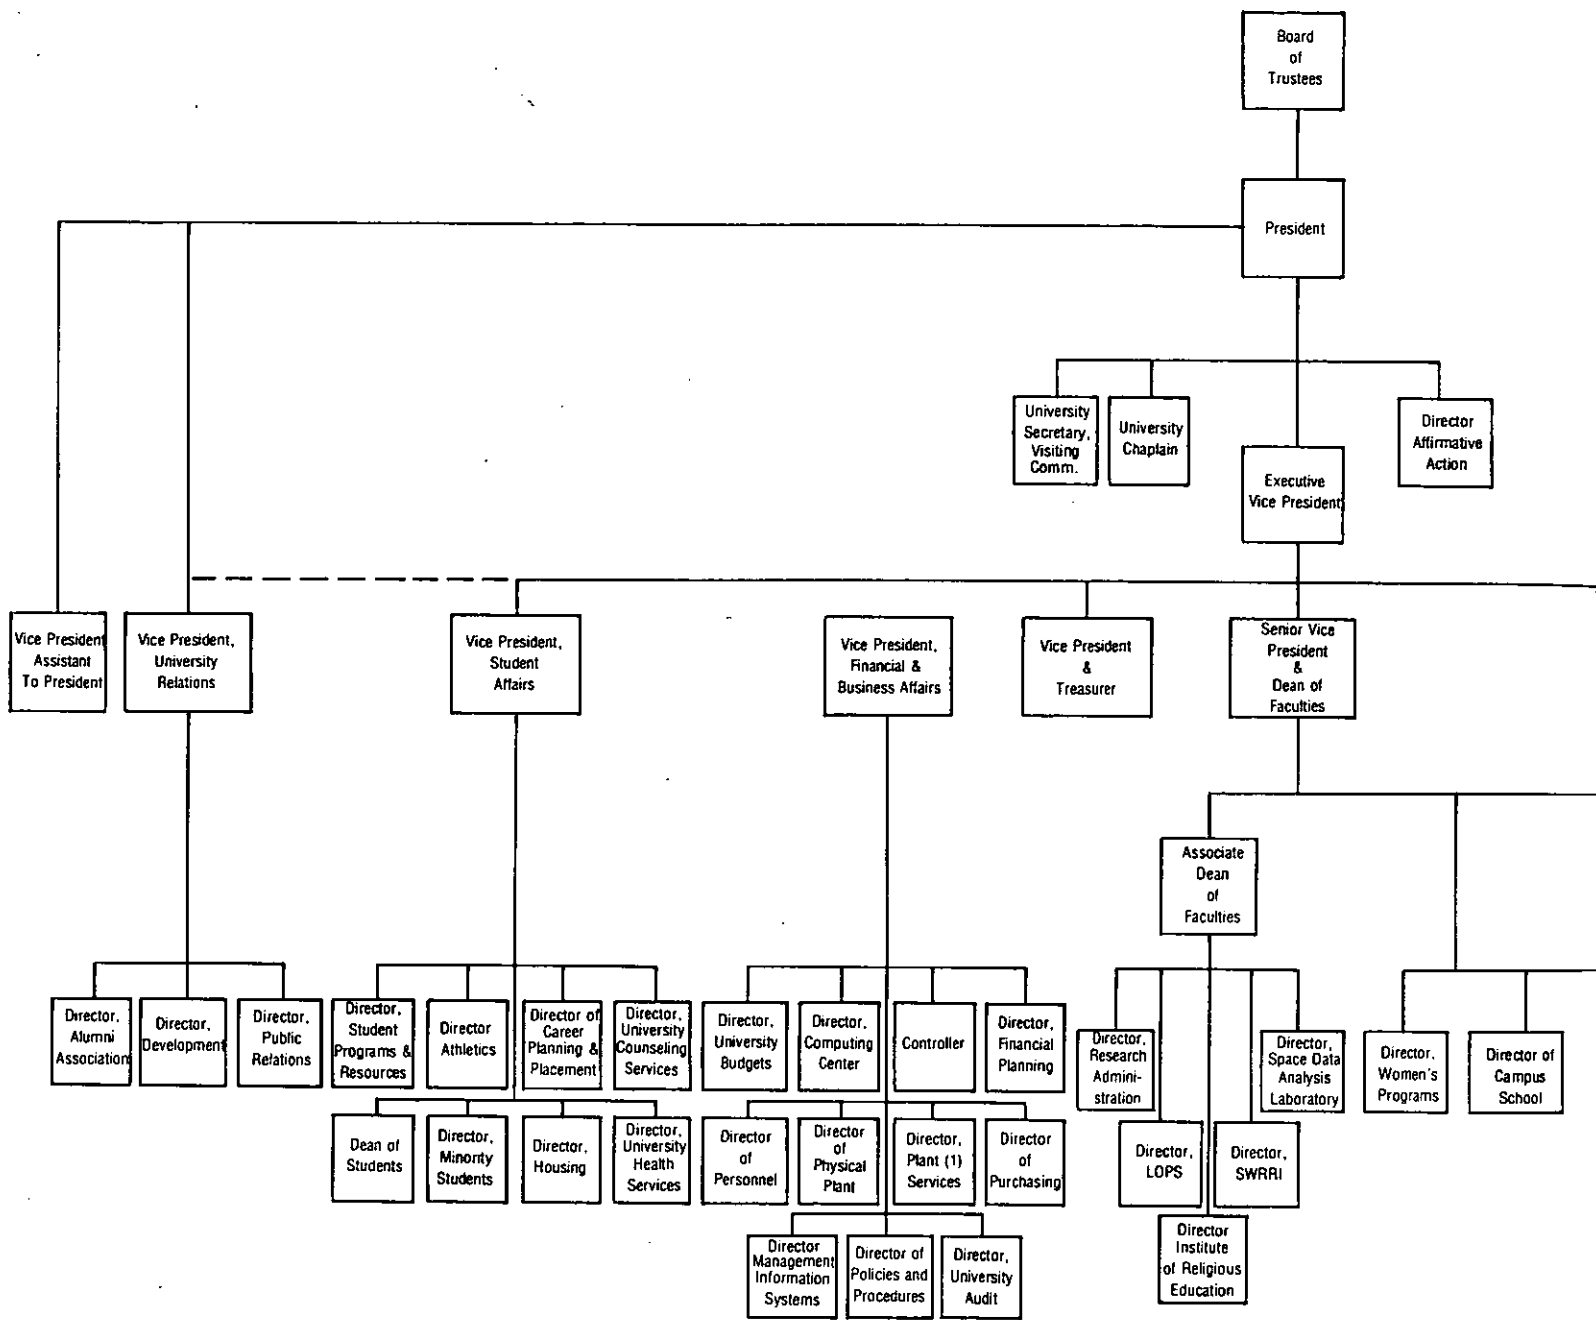 Board
of
Trustees
President
University
Secretary,
Visiting
Comm.
University
Chaplain
Director
Affirmative
Action
Executive
Vice President
Vice President
Assistant
To President
Vice President,
University
Relations
Vice President,
Student
Affairs
Vice President,
Financial &
Business Affairs
Vice President
&
Treasurer
Senior Vice
President
&
Dean of
Faculties
Associate
Dean
of
Faculties
Director,
Alumni
Association
Director,
Development
Director,
Public
Relations
Director,
Student
Programs &
Resources
Director
Athletics
Director of
Career
Planning &
Placement
Director,
University
Counseling
Services
Director,
University
Budgets
Director,
Computing
Center
Controller
Director,
Financial
Planning
Director,
Research
Admini-
stration
Director,
Space Data
Analysis
Laboratory
Director,
Women's
Programs
Director of
Campus
School
Dean of
Students
Director,
Minority
Students
Director,
Housing
Director,
University
Health
Services
Director
of
Personnel
Director
of
Physical
Plant
Director,
Plant (1)
Services
Director
of
Purchasing
Director,
LOPS
Director,
SWRRI
Director
Management
Information
Systems
Director of
Policies and
Procedures
Director,
University
Audit
Director
Institute
of Religious
Education